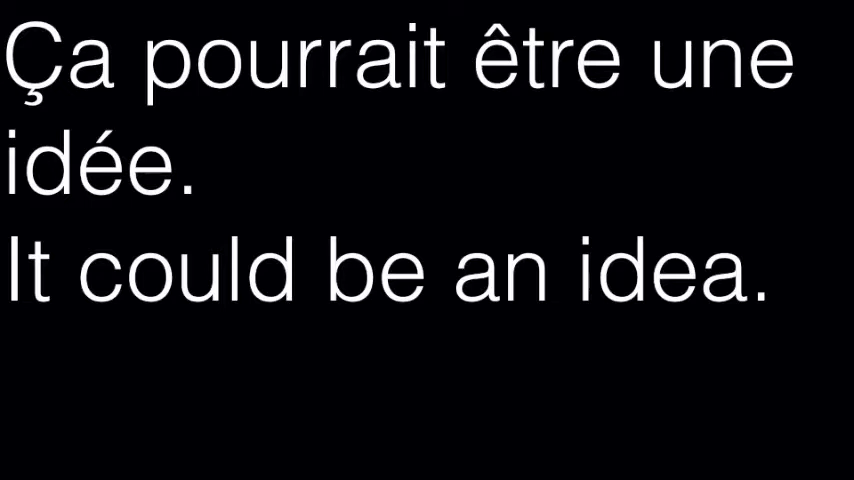 Ça pourrait être une
idée.
It could be an idea.